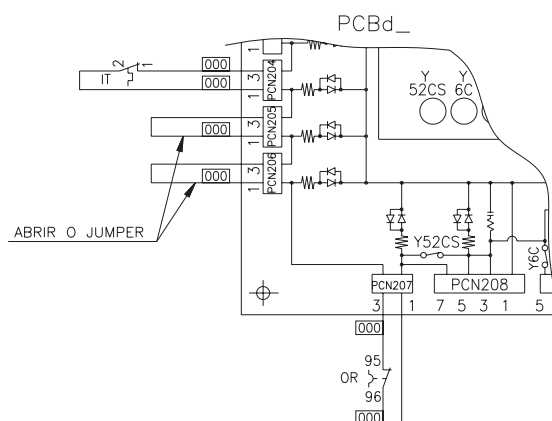 PCBd_
1
000
2
1
IT
000
3
1
PCN204
Y
52CS
Y
6C
3
1
PCN205
000
3
1
PCN206
000
ABRIR O JUMPER
Y52CS
Y6C
PCN207
PCN208
3
1
7
5
3
1
5
000
95
OR
96
000